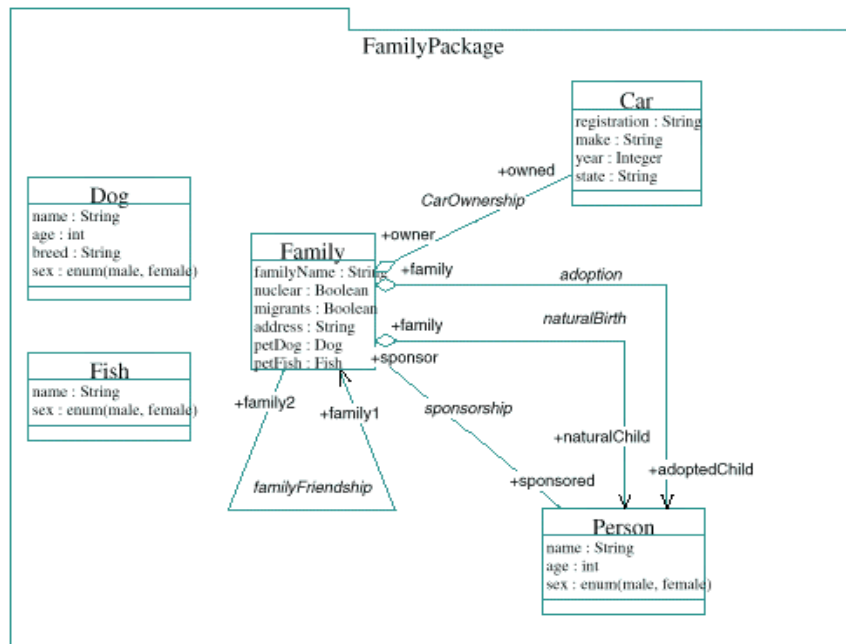 FamilyPackage
Car
registration : String
make : String
year : Integer
state : String
+owned
CarOwnership
+owner
Dog
name : String
age : int
breed : String
sex : enum(male, female)
Family
familyName : String
nuclear : Boolean
migrants : Boolean
address : String
petDog : Dog
petFish : Fish
+family
adoption
+family
naturalBirth
+sponsor
Fish
name : String
sex : enum(male, female)
+family2
+family1
familyFriendship
sponsorship
+sponsored
+naturalChild
+adoptedChild
Person
name : String
age : int
sex : enum(male, female)